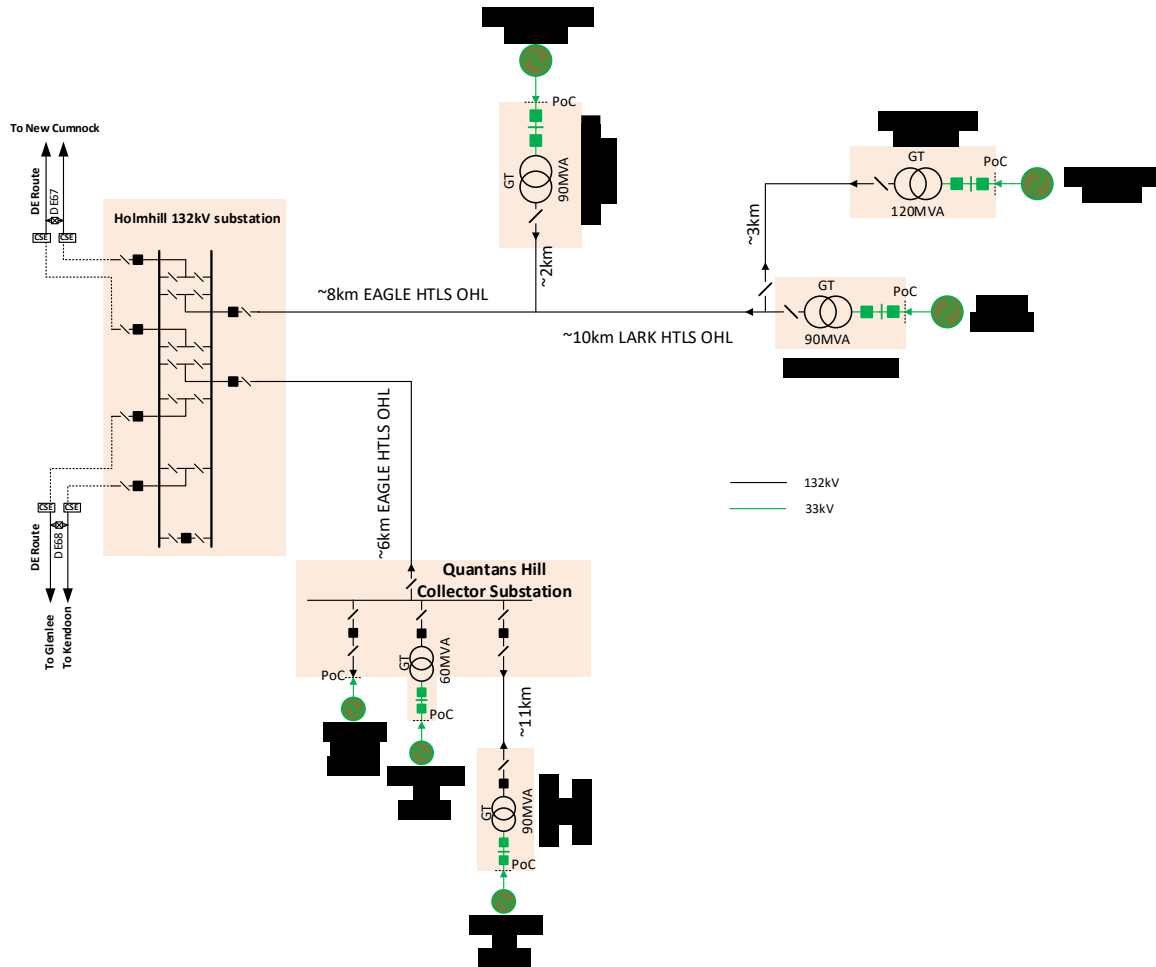 PoC
GT
90MVA
~2km
GT
120MVA
PoC
~3km
To New Cumnock
DE Route
DE67
CSE
CSE
Holmhill 132kV substation
~8km EAGLE HTLS OHL
~10km LARK HTLS OHL
GT
90MVA
PoC
~6km EAGLE HTLS OHL
132kV
33kV
CSE
CSE
DE Route
DE68
To Glenlee
To Kendoon
Quantans Hill
Collector Substation
PoC
GT
60MVA
PoC
~11km
GT
90MVA
PoC